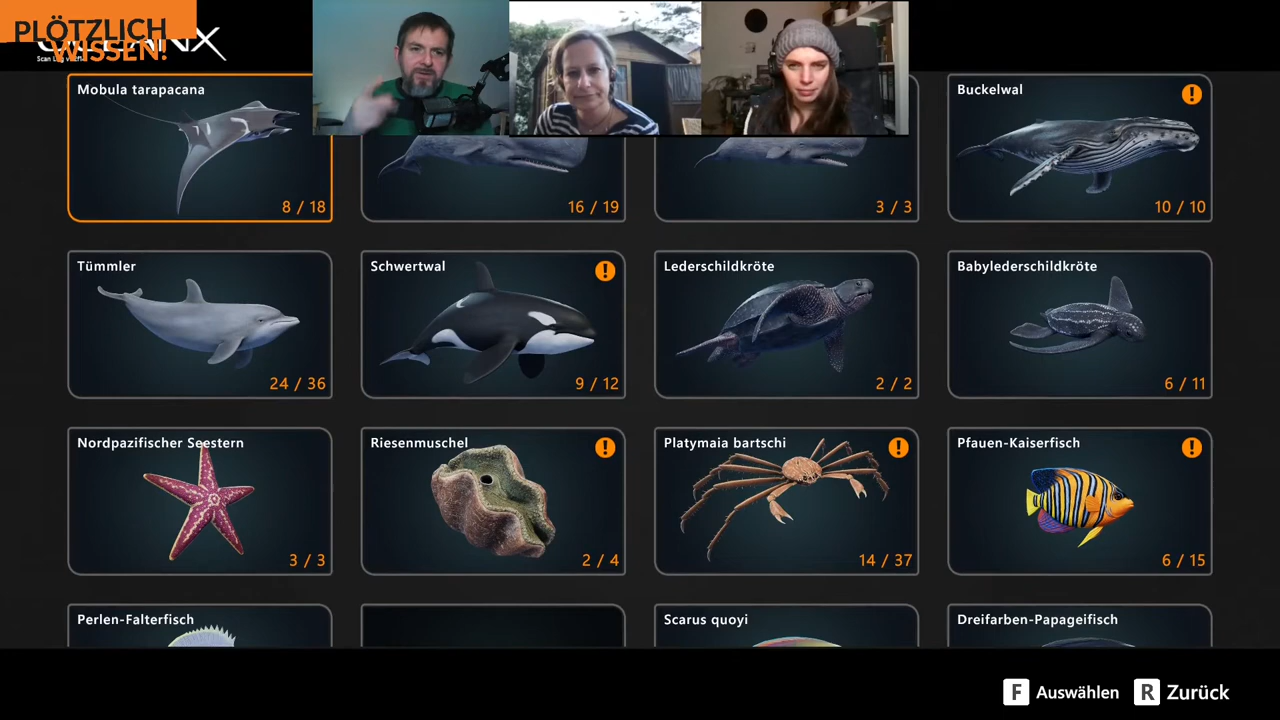 PLÖTZLICH
WISSEN!
Mobula tarapacana
8 / 18
16 / 19
3 / 3
Buckelwal
10 / 10
Tümmler
24 / 36
Schwertwal
9 / 12
Lederschildkröte
2 / 2
Babylederschildkröte
6 / 11
Nordpazifischer Seestern
3 / 3
Riesenmuschel
2 / 4
Platymaia bartschi
14 / 37
Pfauen-Kaiserfisch
6 / 15
Perlen-Falterfisch
Scarus quoyi
Dreifarben-Papageifisch
F Auswählen R Zurück